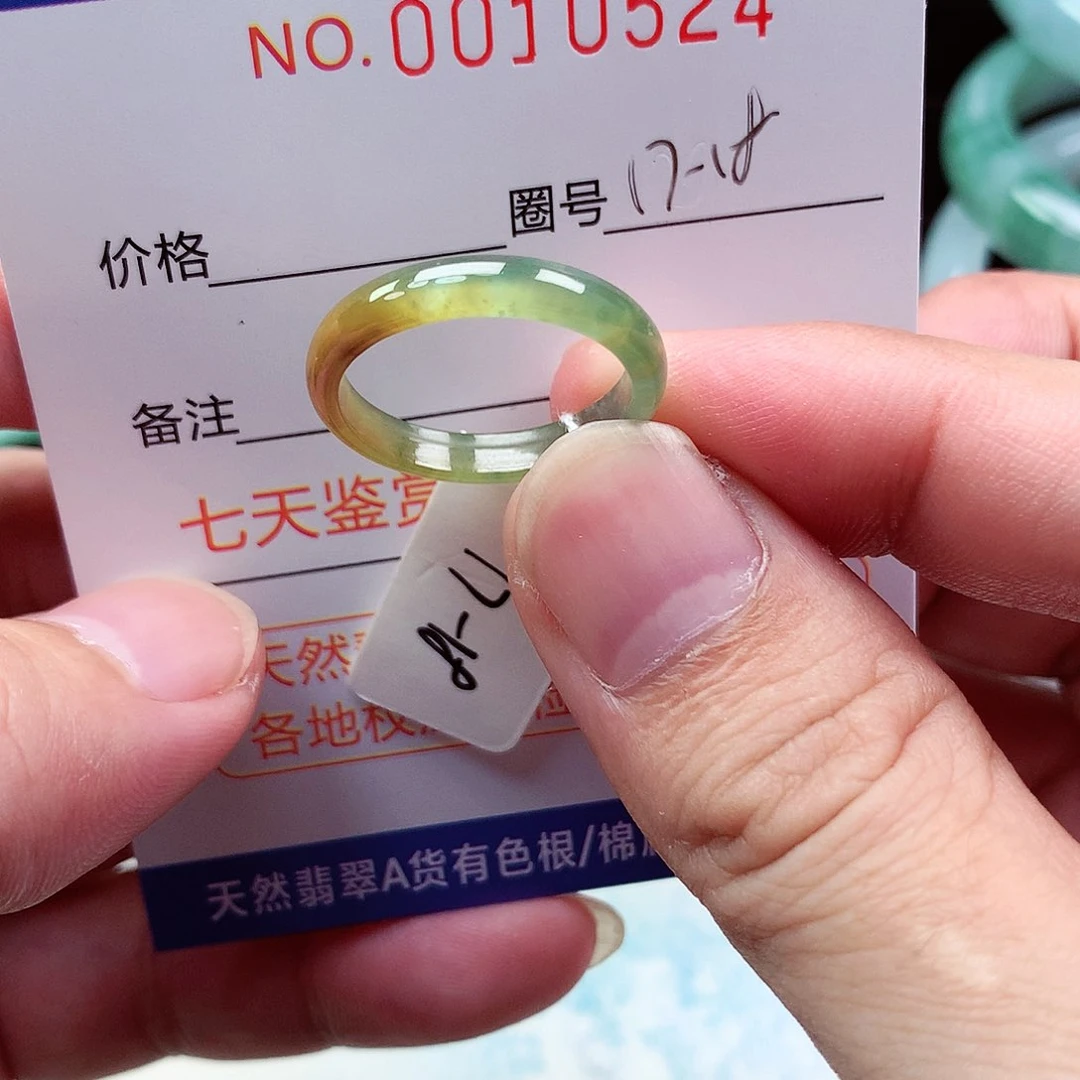 NO.0010524
价格 圈号 17-18
备注
七天鉴赏
天然
各地权
天然翡翠A货有色根/棉
17-18